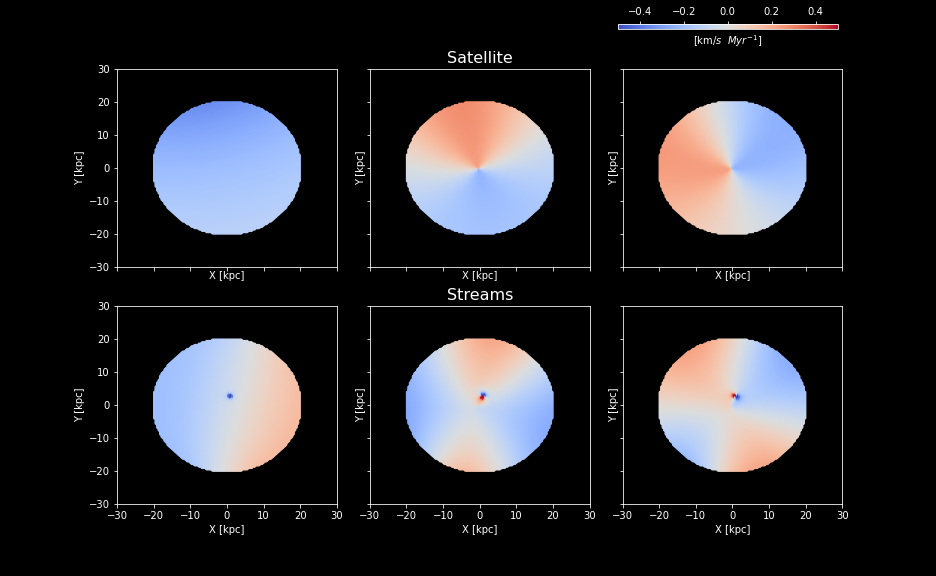 −0.4 −0.2 0.0 0.2 0.4
[km/s Myr⁻¹]
Satellite
30
20
10
0
−10
−20
−30
Y [kpc]
X [kpc]
Y [kpc]
X [kpc]
Y [kpc]
X [kpc]
Streams
30
20
10
0
−10
−20
−30
Y [kpc]
−30 −20 −10 0 10 20 30
X [kpc]
Y [kpc]
−30 −20 −10 0 10 20 30
X [kpc]
Y [kpc]
−30 −20 −10 0 10 20 30
X [kpc]